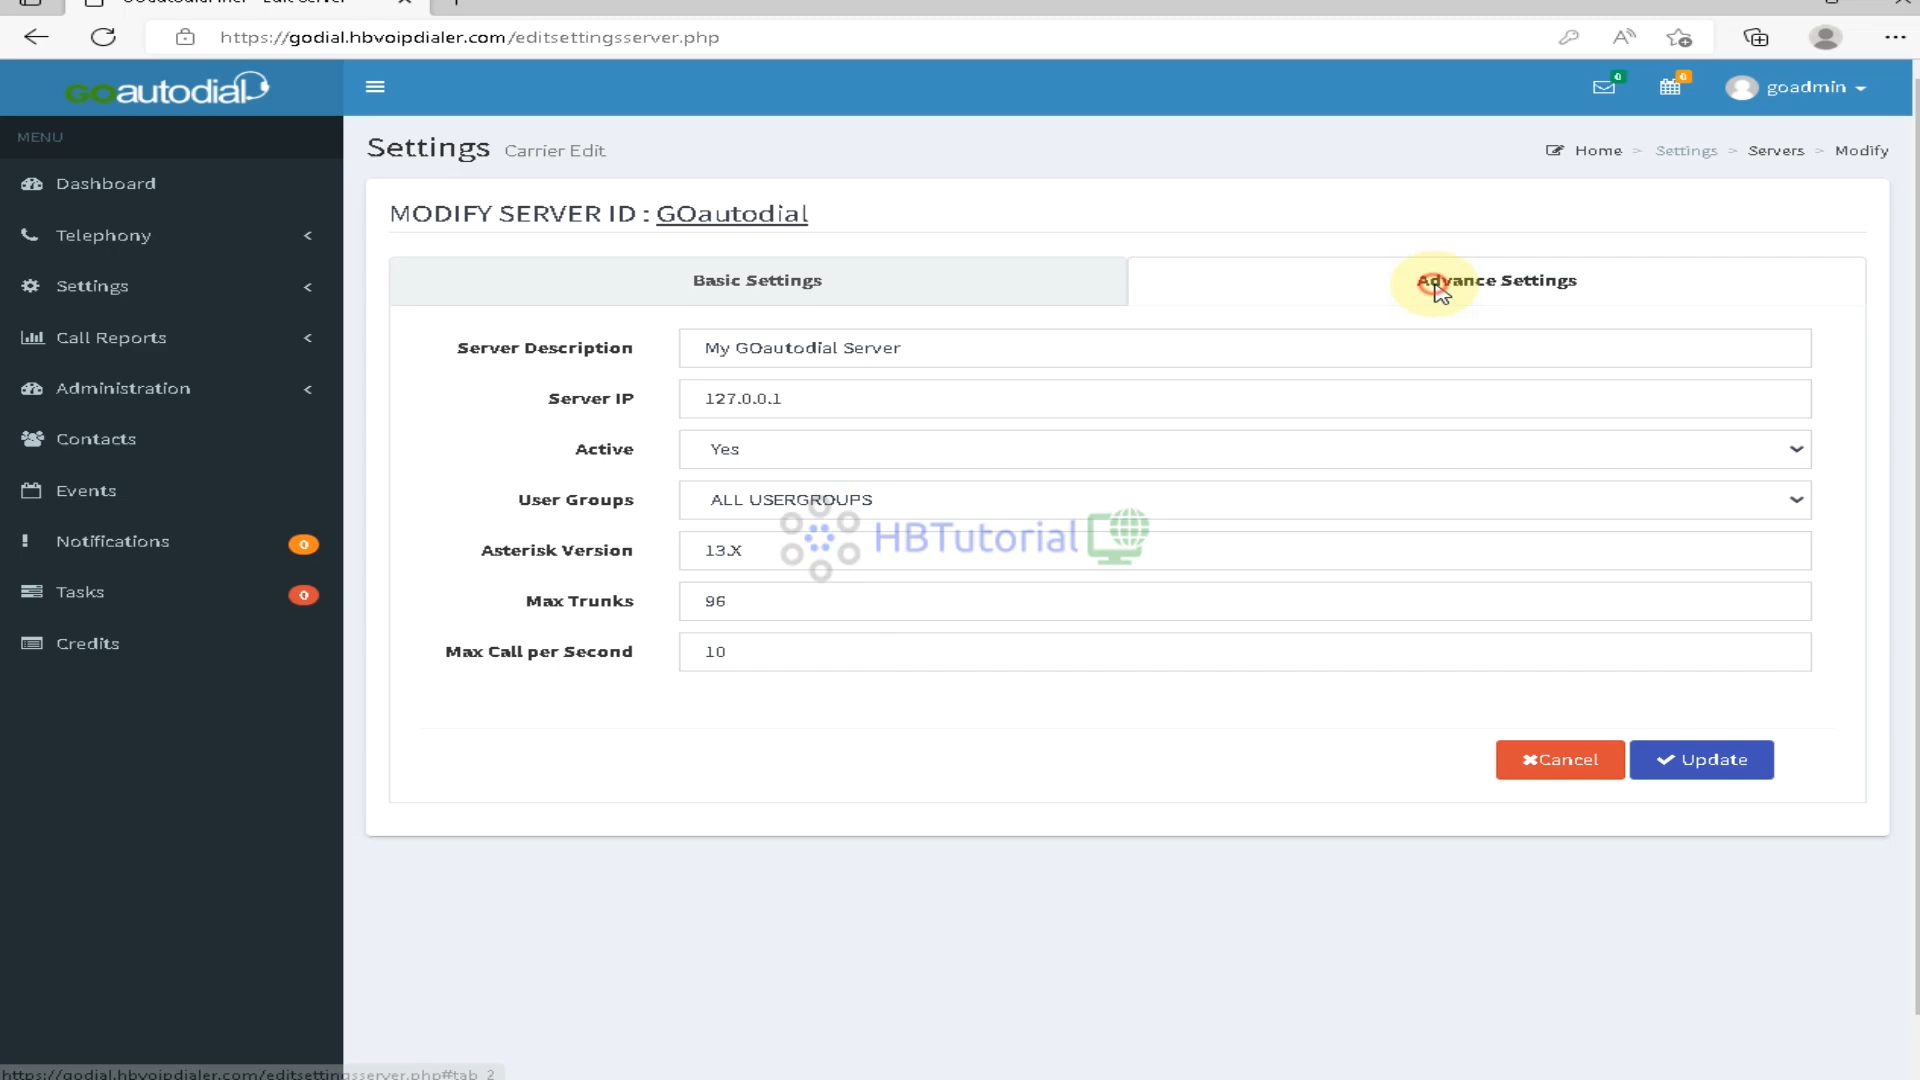 https://godial.hbvoipdialer.com/editsettingsserver.php
GOautodial
0
0
goadmin
MENU
Settings Carrier Edit
Home > Settings > Servers > Modify
Dashboard
Telephony
Settings
Call Reports
Administration
Contacts
Events
Notifications 0
Tasks 0
Credits
MODIFY SERVER ID : GOautodial
Basic Settings
Advance Settings
Server Description My GOautodial Server
Server IP 127.0.0.1
Active Yes
User Groups ALL USERGROUPS
HBTutorial
Asterisk Version 13.X
Max Trunks 96
Max Call per Second 10
Cancel Update
https://godial.hbvoipdialer.com/editsettingsserver.php#tab_2